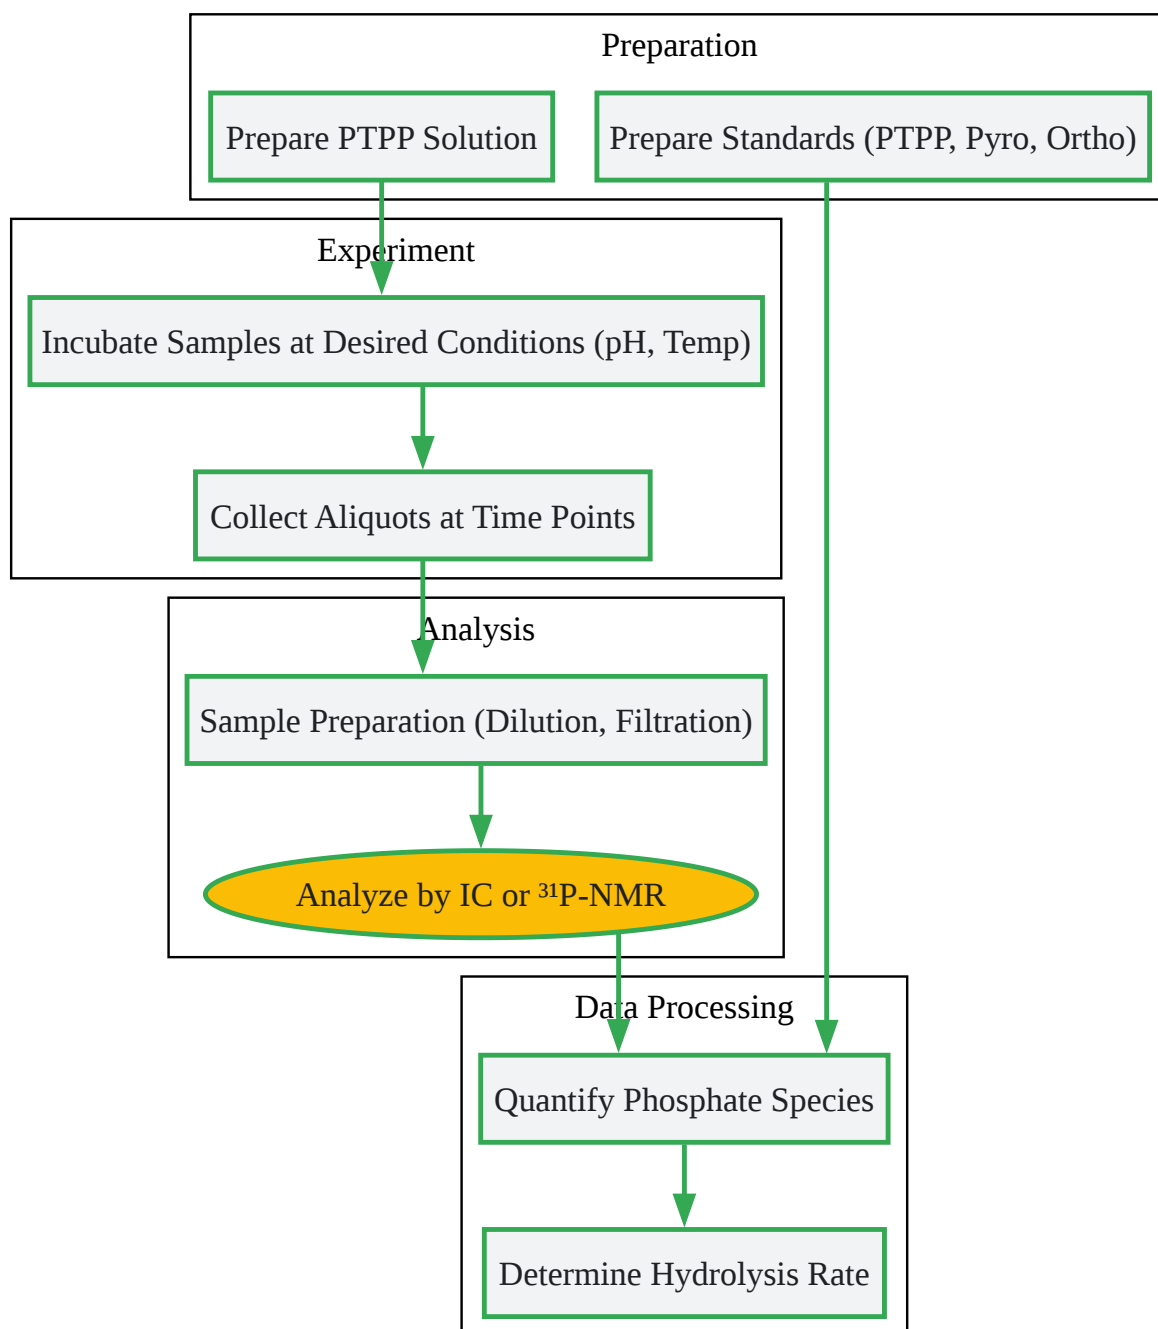 Preparation
Prepare PTPP Solution
Prepare Standards (PTPP, Pyro, Ortho)
Experiment
Incubate Samples at Desired Conditions (pH, Temp)
Collect Aliquots at Time Points
Analysis
Sample Preparation (Dilution, Filtration)
Analyze by IC or ³¹P-NMR
Data Processing
Quantify Phosphate Species
Determine Hydrolysis Rate